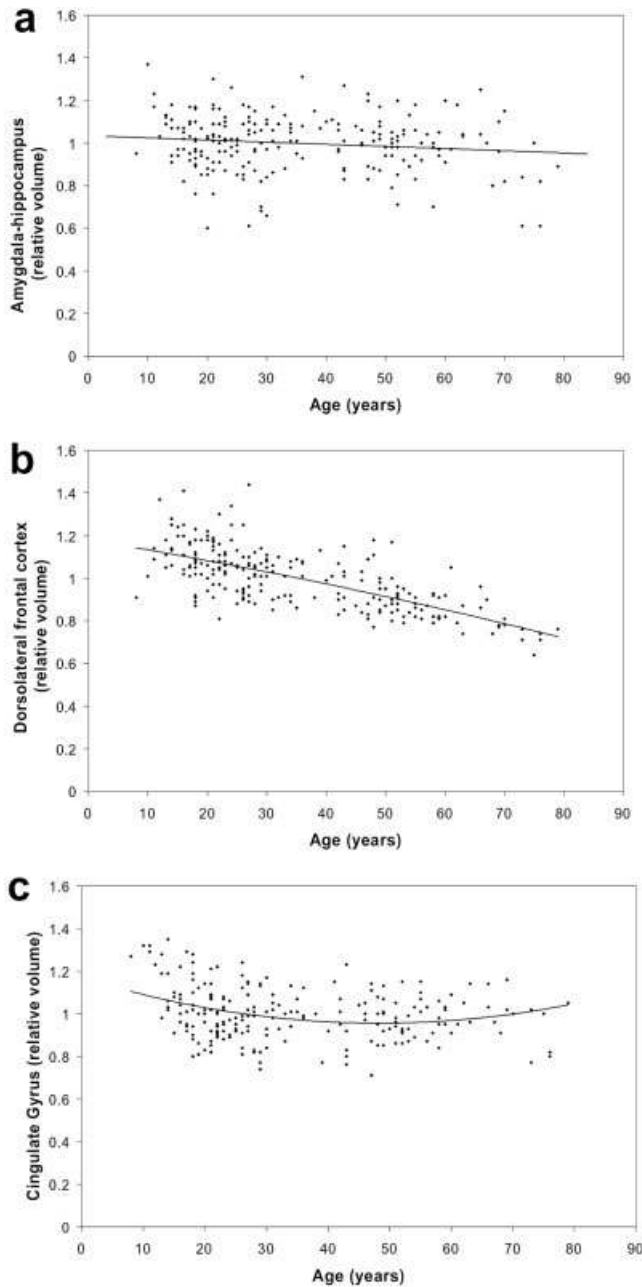 a
Amygdala-hippocampus
(relative volume)
1.6
1.4
1.2
1
0.8
0.6
0.4
0.2
0
0 10 20 30 40 50 60 70 80 90
Age (years)
b
Dorsolateral frontal cortex
(relative volume)
1.6
1.4
1.2
1
0.8
0.6
0.4
0.2
0
0 10 20 30 40 50 60 70 80 90
Age (years)
c
Cingulate Gyrus (relative volume)
1.6
1.4
1.2
1
0.8
0.6
0.4
0.2
0
0 10 20 30 40 50 60 70 80 90
Age (years)